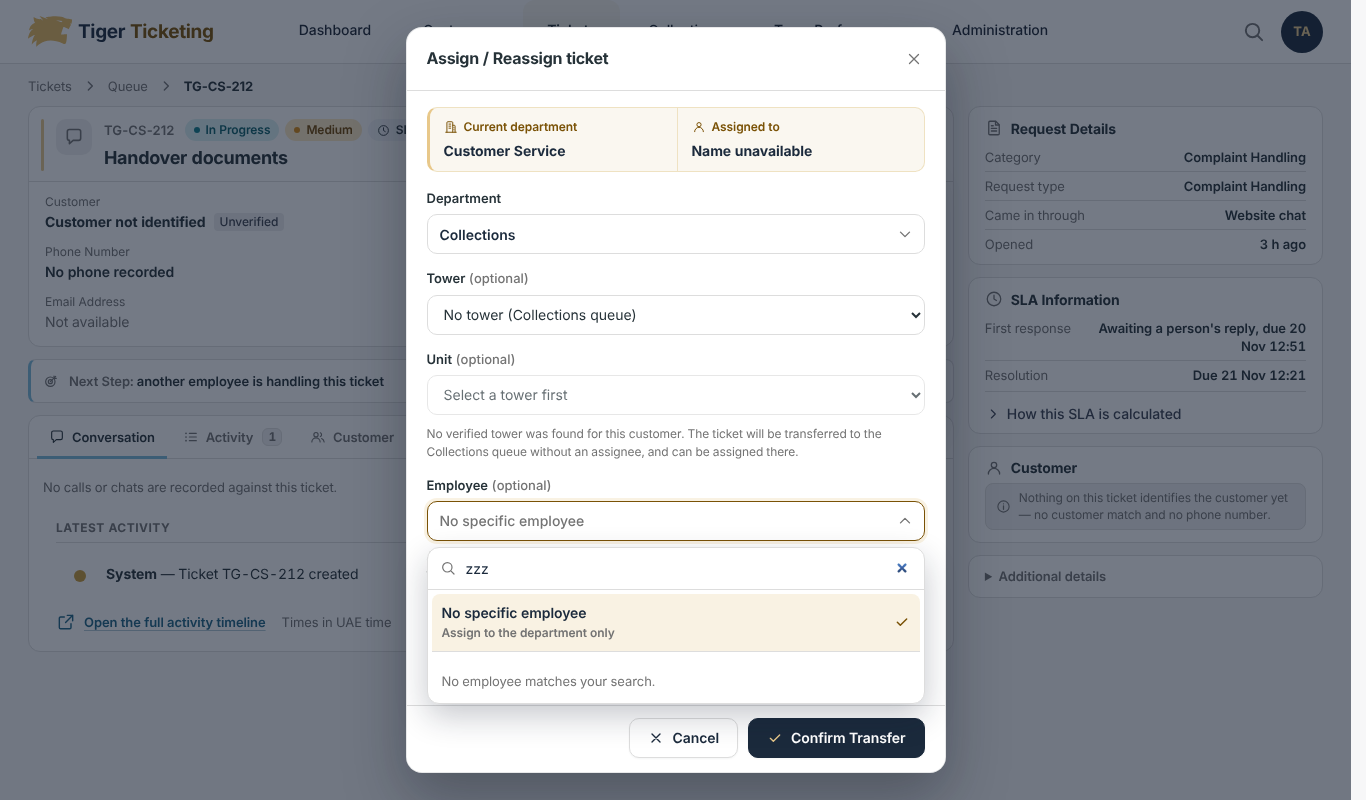 Tiger Ticketing
Dashboard
Administration
TA
Tickets
Queue
TG-CS-212
TG-CS-212
In Progress
Medium
Handover documents
Customer
Customer not identified
Unverified
Phone Number
No phone recorded
Email Address
Not available
Next Step: another employee is handling this ticket
Conversation
Activity 1
Customer
No calls or chats are recorded against this ticket.
LATEST ACTIVITY
System — Ticket TG-CS-212 created
Open the full activity timeline
Times in UAE time
Assign / Reassign ticket
Current department
Customer Service
Assigned to
Name unavailable
Department
Collections
Tower (optional)
No tower (Collections queue)
Unit (optional)
Select a tower first
No verified tower was found for this customer. The ticket will be transferred to the
Collections queue without an assignee, and can be assigned there.
Employee (optional)
No specific employee
zzz
No specific employee
Assign to the department only
No employee matches your search.
Cancel
Confirm Transfer
Request Details
Category
Complaint Handling
Request type
Complaint Handling
Came in through
Website chat
Opened
3 h ago
SLA Information
First response
Awaiting a person's reply, due 20
Nov 12:51
Resolution
Due 21 Nov 12:21
How this SLA is calculated
Customer
Nothing on this ticket identifies the customer yet
— no customer match and no phone number.
Additional details